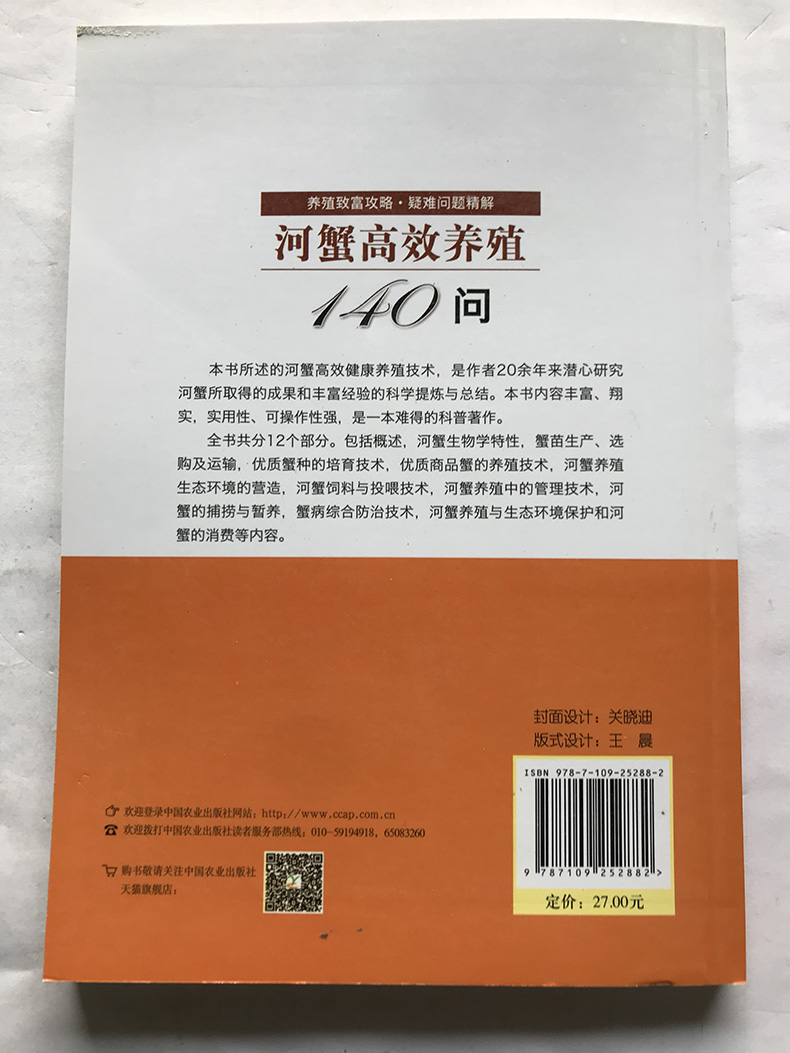 养殖致富攻略·疑难问题精解
河蟹高效养殖
140问
本书所述的河蟹高效健康养殖技术，是作者20余年来潜心研究
河蟹所取得的成果和丰富经验的科学提炼与总结。本书内容丰富、翔
实，实用性、可操作性强，是一本难得的科普著作。
全书共分12个部分。包括概述，河蟹生物学特性，蟹苗生产、选
购及运输，优质蟹种的培育技术，优质商品蟹的养殖技术，河蟹养殖
生态环境的营造，河蟹饲料与投喂技术，河蟹养殖中的管理技术，河
蟹的捕捞与暂养，蟹病综合防治技术，河蟹养殖与生态环境保护和河
蟹的消费等内容。
封面设计：关晓迪
版式设计：王 晨
ISBN 978-7-109-25288-2
9 787109 252882 >
定价：27.00元
欢迎登录中国农业出版社网站：http://www.ccap.com.cn
欢迎拨打中国农业出版社读者服务部热线：010-59194918，65083260
购书敬请关注中国农业出版社
天猫旗舰店：